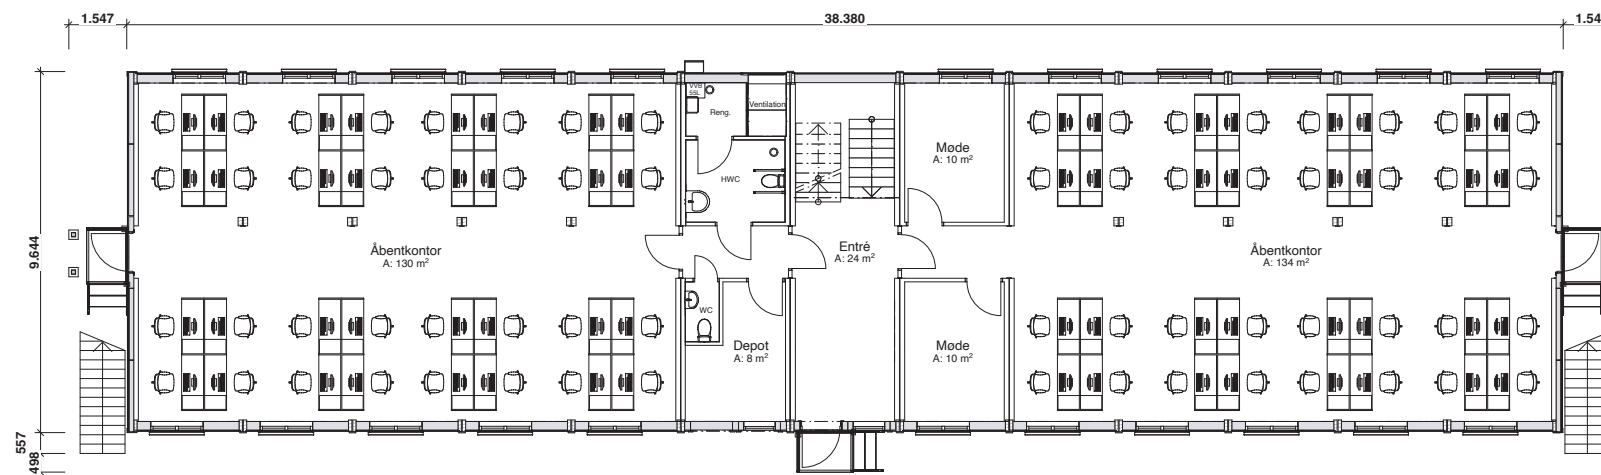 1.547
38.380
1.54
9.644
557
498
VVB
55L
Reng.
Ventilation
HWC
WC
Møde
A: 10 m²
Åbentkontor
A: 130 m²
Entré
A: 24 m²
Åbentkontor
A: 134 m²
Depot
A: 8 m²
Møde
A: 10 m²